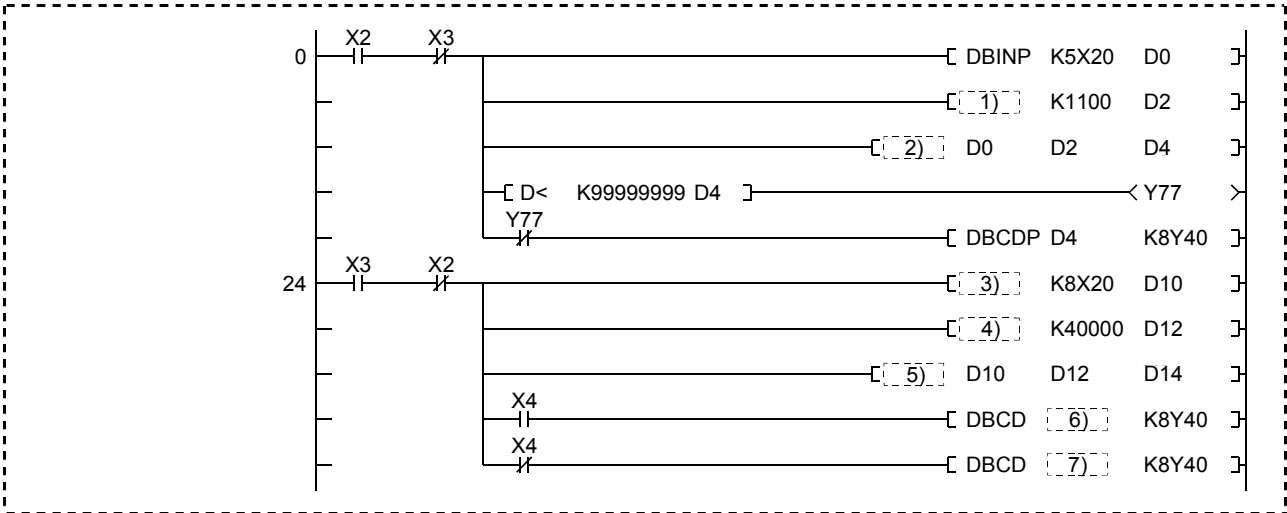 X2 X3
0 DBINP K5X20 D0
1) K1100 D2
2) D0 D2 D4
D< K99999999 D4 Y77
Y77
DBCDP D4 K8Y40
X3 X2
24 3) K8X20 D10
4) K40000 D12
5) D10 D12 D14
X4
DBCD 6) K8Y40
X4
DBCD 7) K8Y40